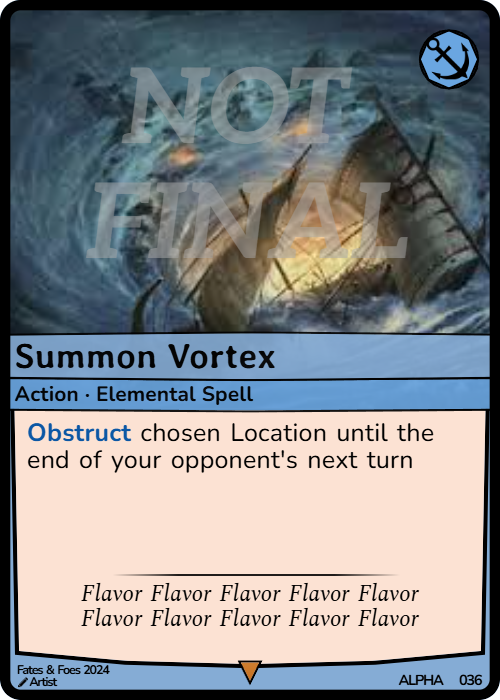 NOT
FINAL
Summon Vortex
Action · Elemental Spell
Obstruct chosen Location until the
end of your opponent's next turn
Flavor Flavor Flavor Flavor Flavor
Flavor Flavor Flavor Flavor Flavor
Fates & Foes 2024
Artist
ALPHA 036